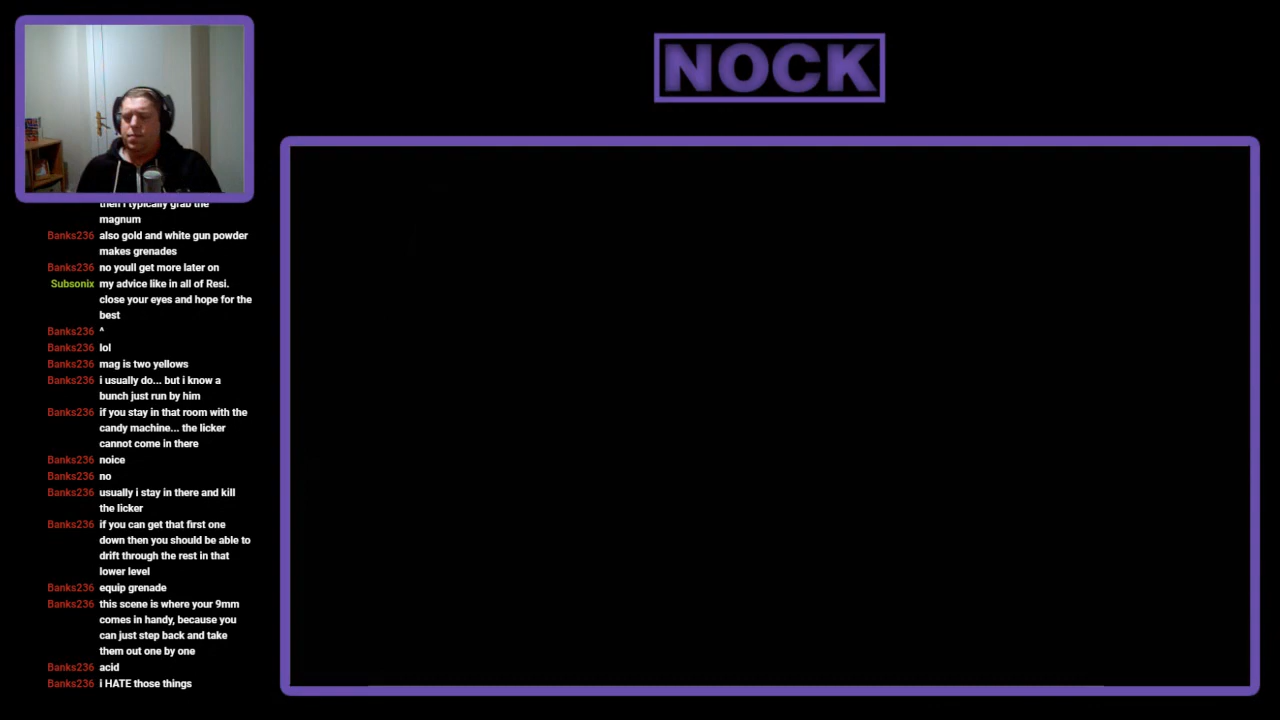 NOCK
then i typically grab the
magnum
Banks236 also gold and white gun powder
makes grenades
Banks236 no youll get more later on
Subsonix my advice like in all of Resi.
close your eyes and hope for the
best
Banks236 ^
Banks236 lol
Banks236 mag is two yellows
Banks236 i usually do... but i know a
bunch just run by him
Banks236 if you stay in that room with the
candy machine... the licker
cannot come in there
Banks236 noice
Banks236 no
Banks236 usually i stay in there and kill
the licker
Banks236 if you can get that first one
down then you should be able to
drift through the rest in that
lower level
Banks236 equip grenade
Banks236 this scene is where your 9mm
comes in handy, because you
can just step back and take
them out one by one
Banks236 acid
Banks236 i HATE those things